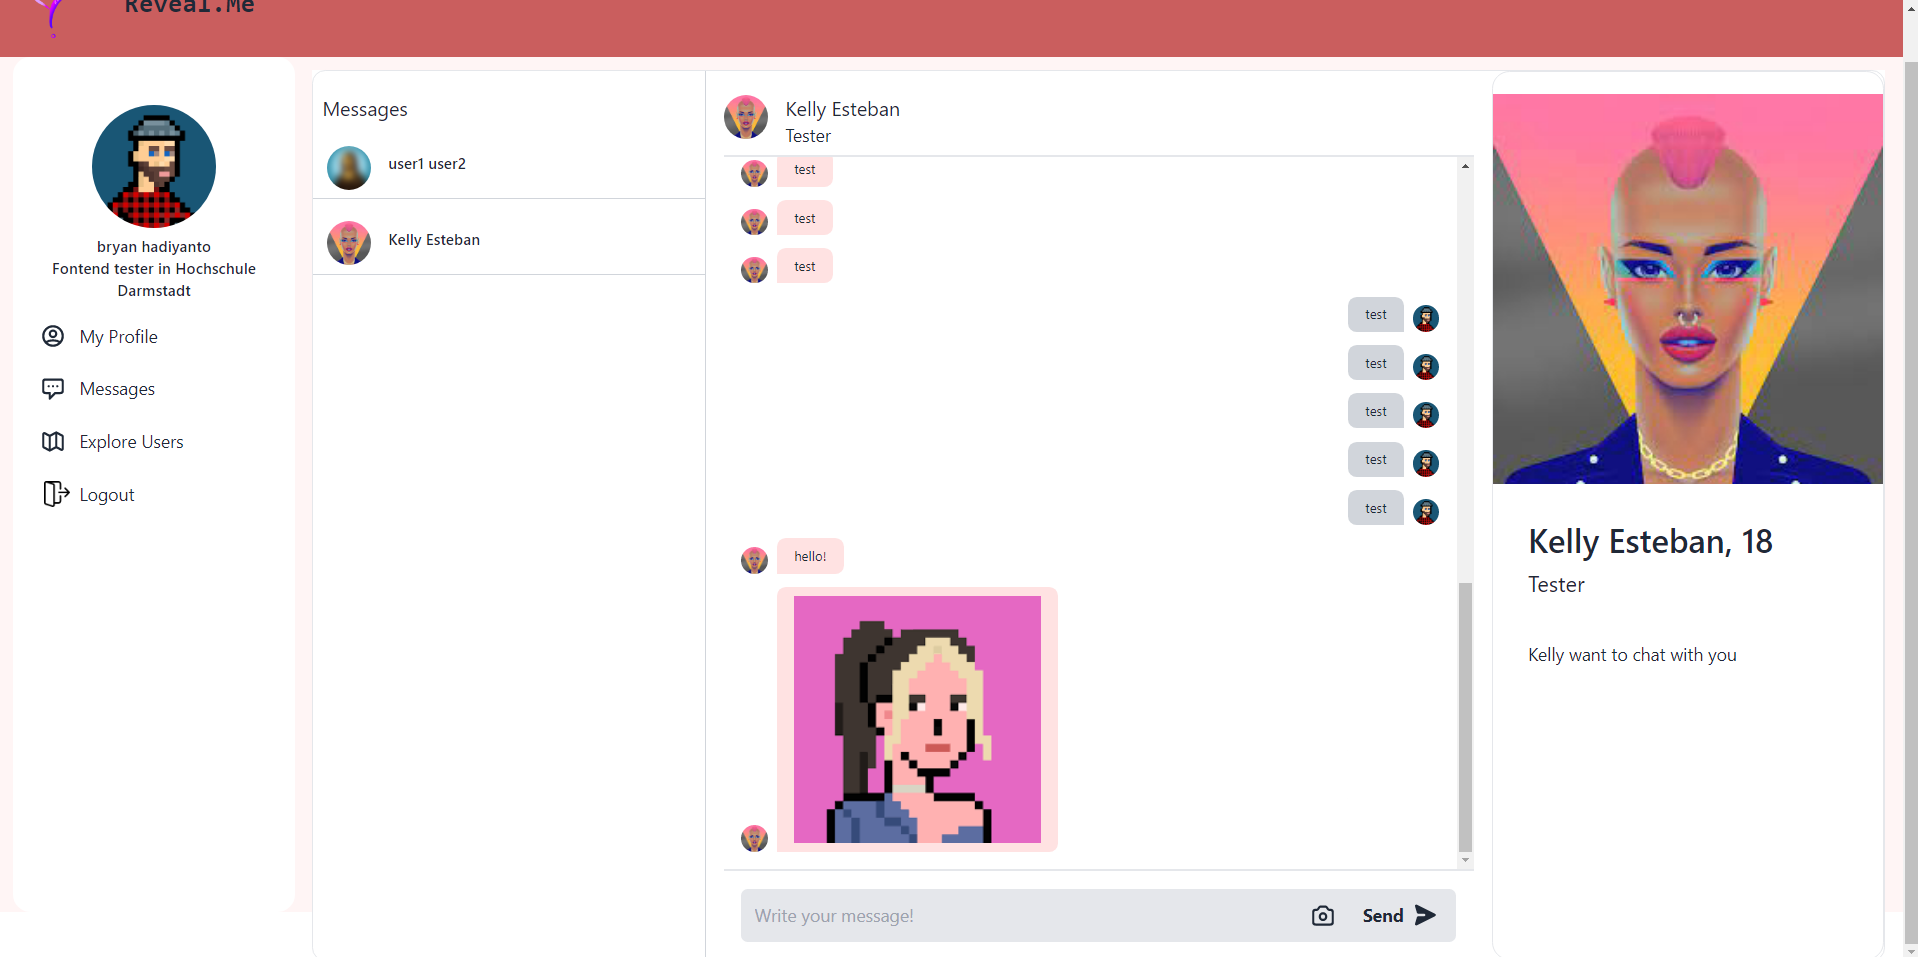 Reveal.Me
bryan hadiyanto
Fontend tester in Hochschule
Darmstadt
My Profile
Messages
Explore Users
Logout
Messages
user1 user2
Kelly Esteban
Kelly Esteban
Tester
test
test
test
test
test
test
test
test
hello!
Write your message!
Send
Kelly Esteban, 18
Tester
Kelly want to chat with you